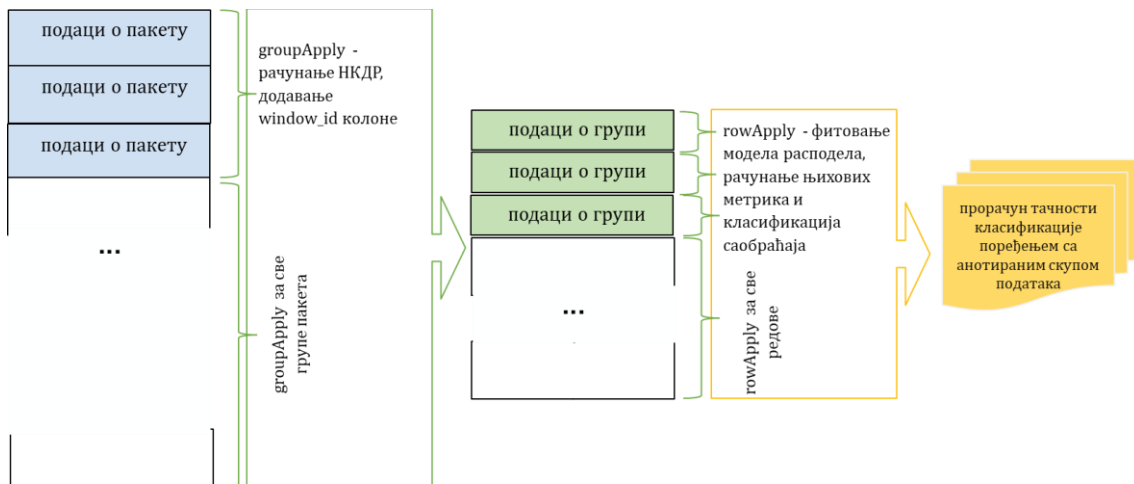 подаци о пакету
подаци о пакету
подаци о пакету
...
groupApply -
рачунање НКДР,
додавање
window_id колоне
groupApply за све
групе пакета
подаци о групи
подаци о групи
подаци о групи
...
rowApply - фитовање
модела расподела,
рачунање њихових
метрика и
класификација
саобраћаја
rowApply за све
редове
прорачун тачности
класификације
поређењем са
анотираним скупом
података